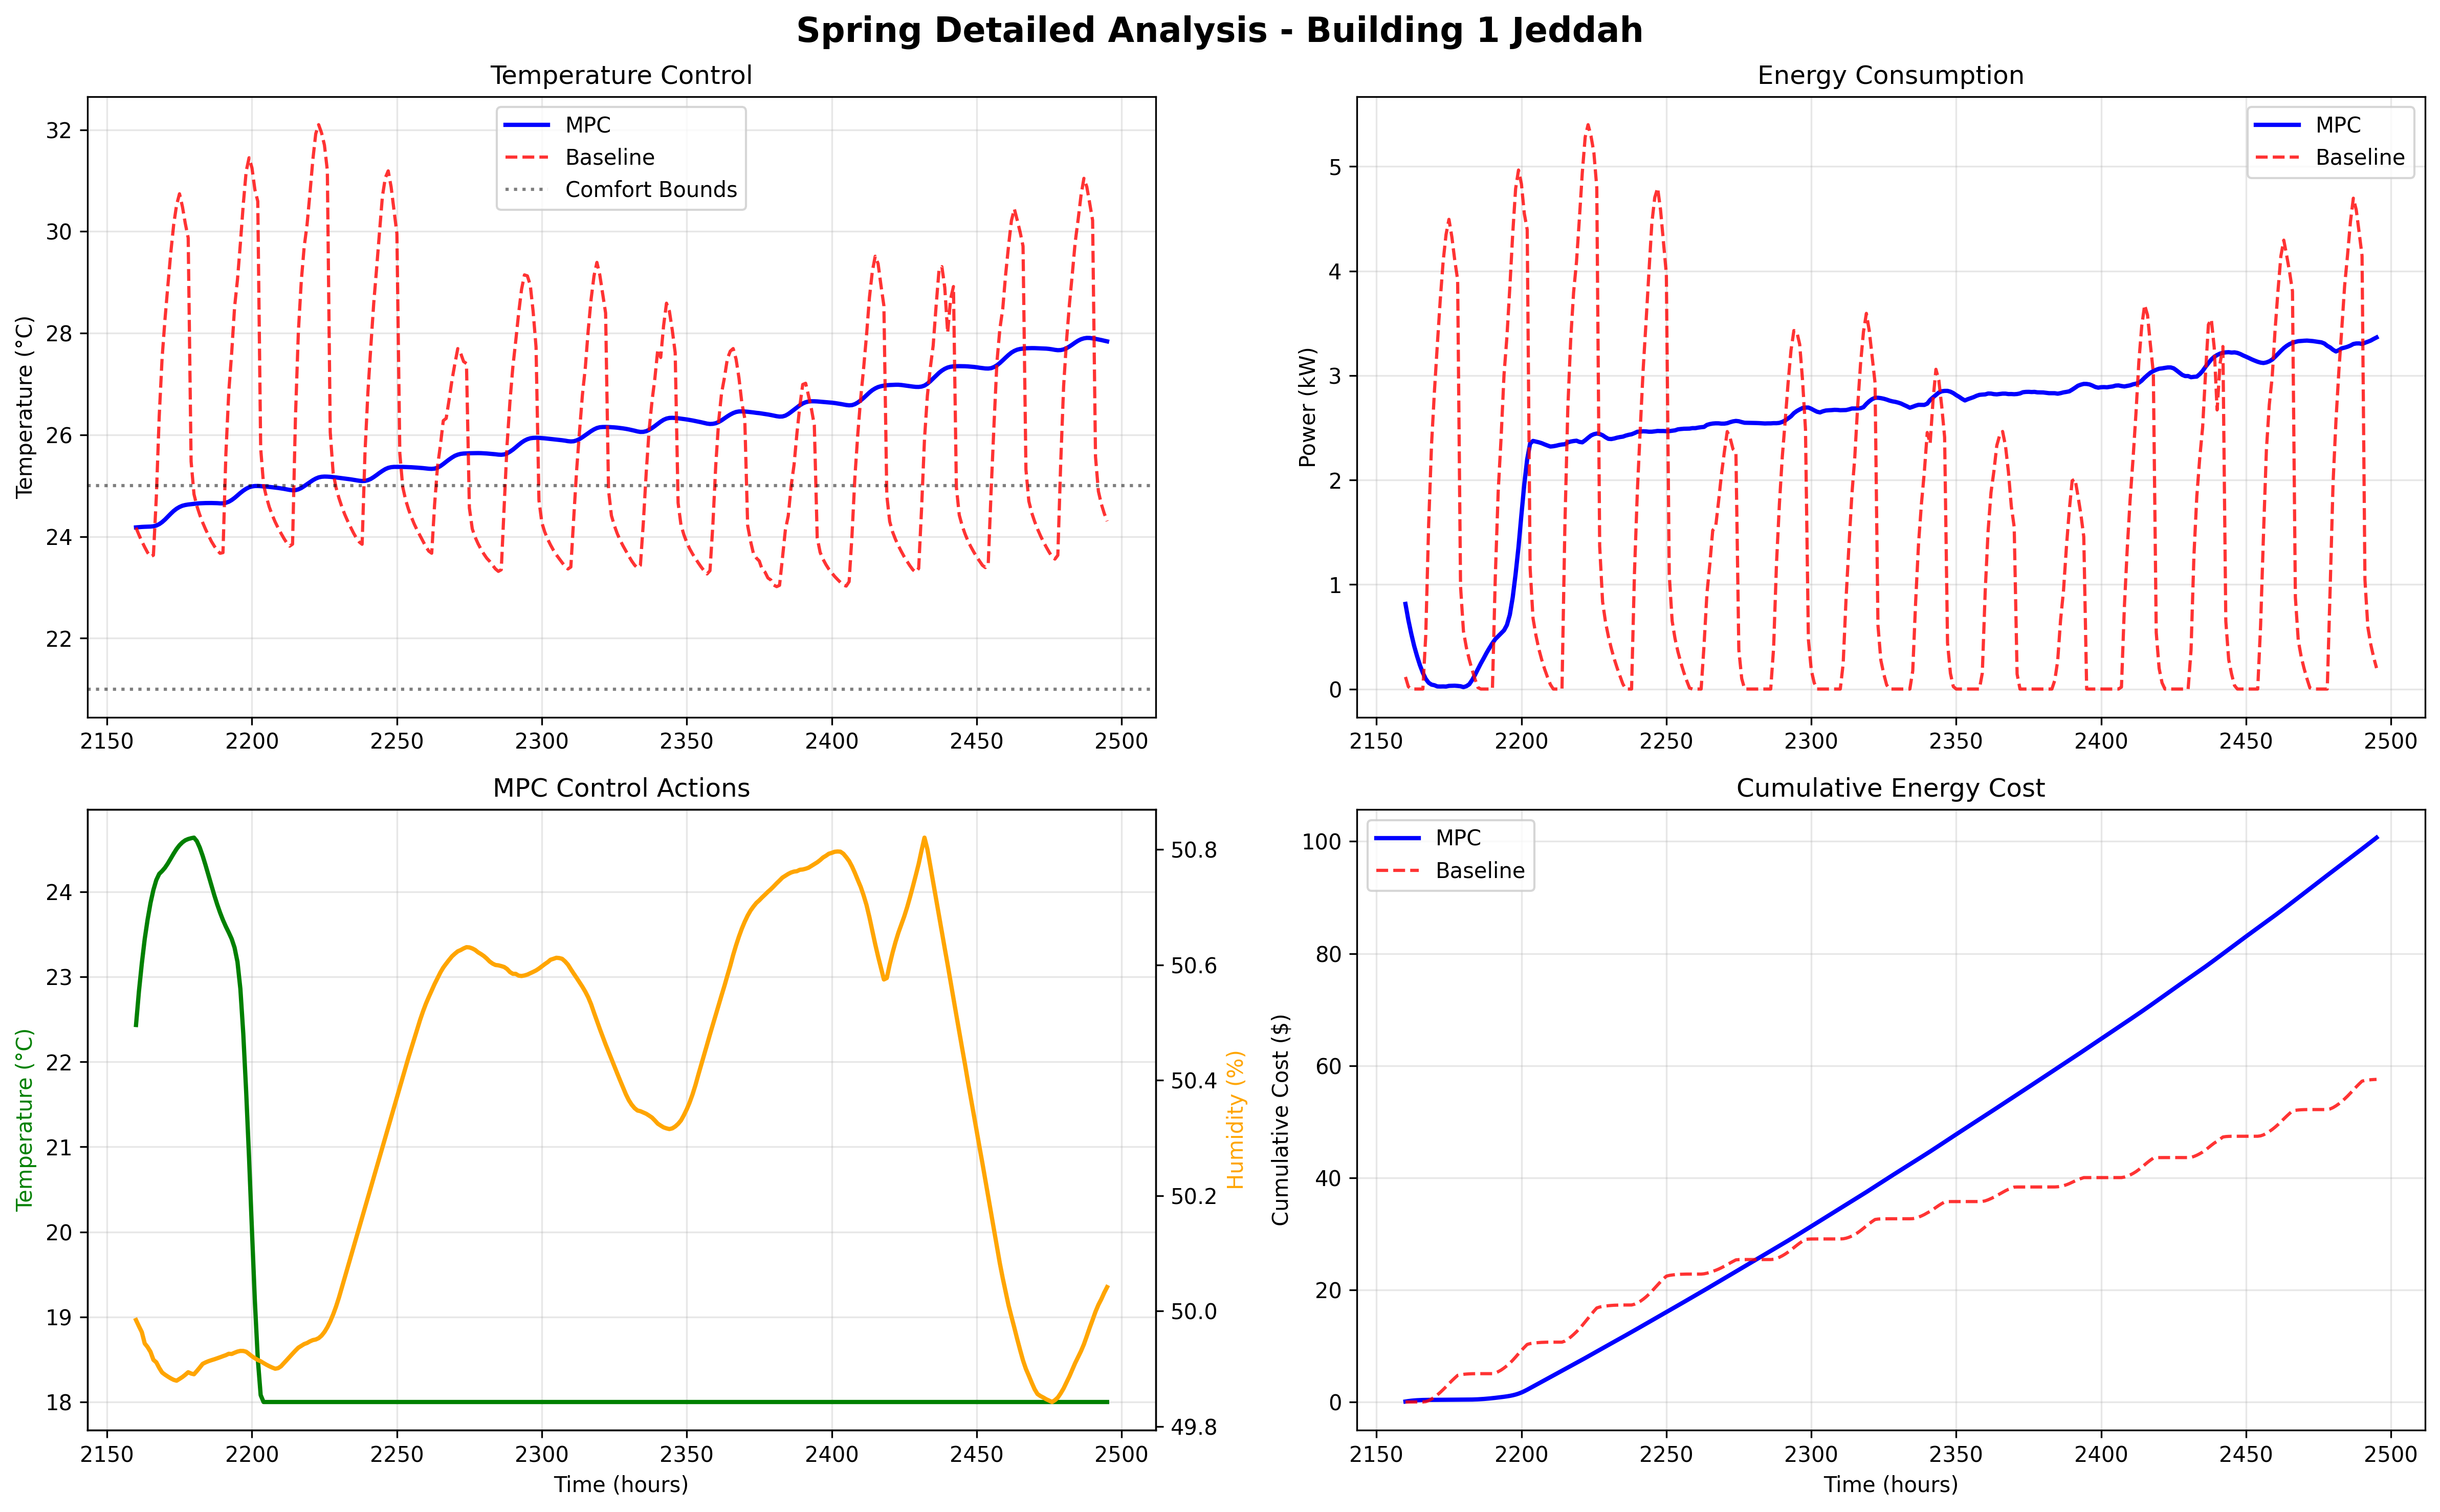 Spring Detailed Analysis - Building 1 Jeddah
Temperature Control
MPC
Baseline
Comfort Bounds
Temperature (°C)
32
30
28
26
24
22
2150 2200 2250 2300 2350 2400 2450 2500
Energy Consumption
MPC
Baseline
Power (kW)
5
4
3
2
1
0
2150 2200 2250 2300 2350 2400 2450 2500
MPC Control Actions
Temperature (°C)
24
23
22
21
20
19
18
50.8
50.6
50.4
50.2
50.0
49.8
Humidity (%)
2150 2200 2250 2300 2350 2400 2450 2500
Time (hours)
Cumulative Energy Cost
MPC
Baseline
Cumulative Cost ($)
100
80
60
40
20
0
2150 2200 2250 2300 2350 2400 2450 2500
Time (hours)